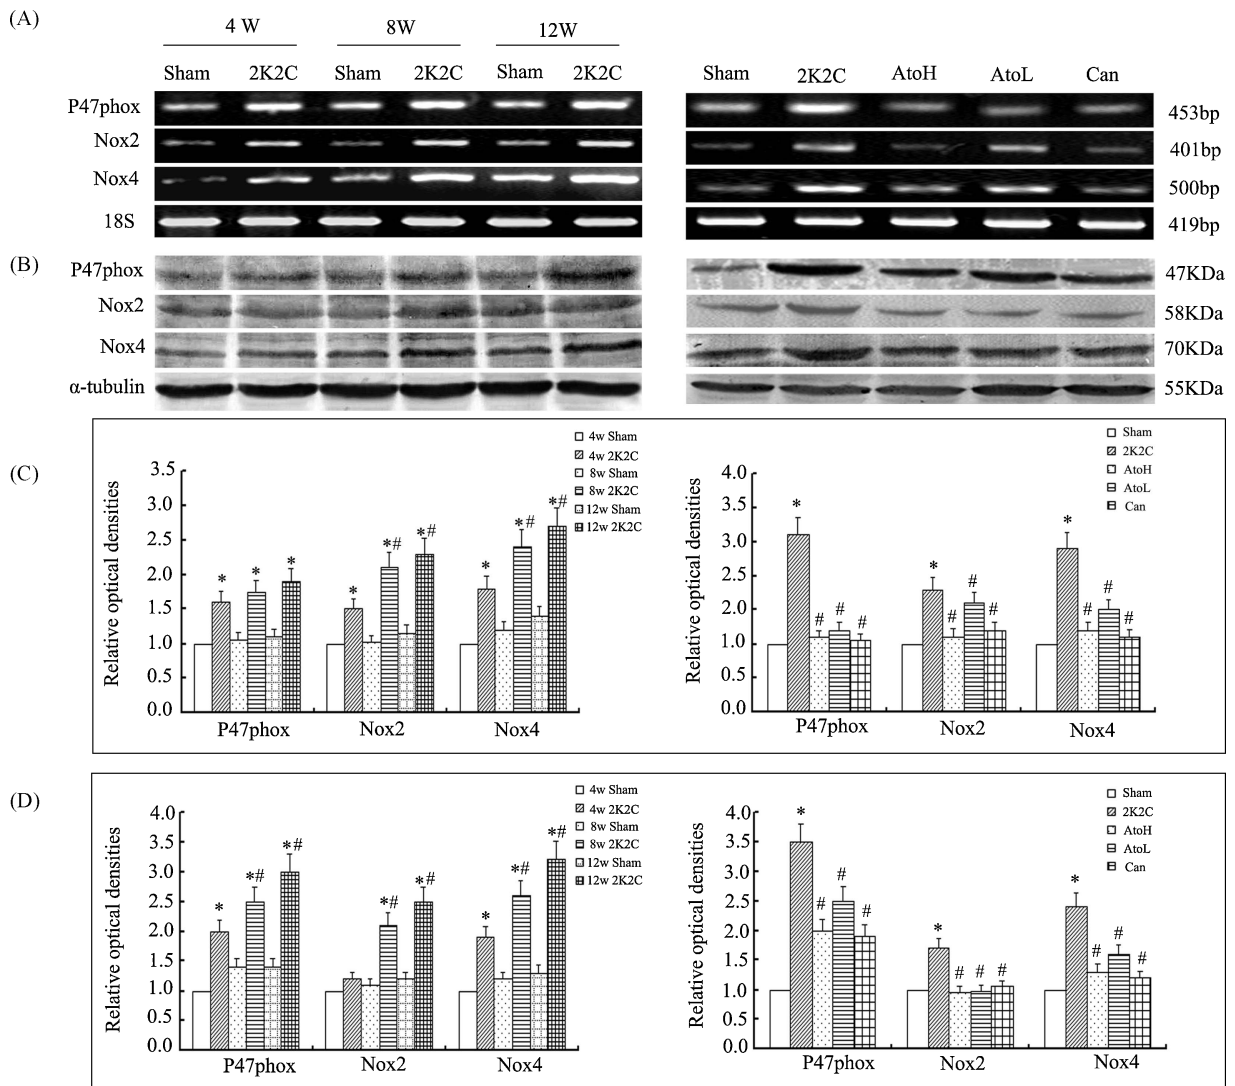 (A)
4 W 8W 12W
Sham 2K2C Sham 2K2C Sham 2K2C Sham 2K2C AtoH AtoL Can
P47phox 453bp
Nox2 401bp
Nox4 500bp
18S 419bp
(B)
P47phox 47KDa
Nox2 58KDa
Nox4 70KDa
α-tubulin 55KDa
(C)
Relative optical densities
3.5
3.0
2.5
2.0
1.5
1.0
0.5
0.0
* * * * *# *# * *# *#
P47phox Nox2 Nox4
4w Sham
4w 2K2C
8w Sham
8w 2K2C
12w Sham
12w 2K2C
Relative optical densities
4.0
3.0
2.5
2.0
1.5
1.0
0.5
0.0
* # # # * # # # * # # #
P47phox Nox2 Nox4
Sham
2K2C
AtoH
AtoL
Can
(D)
Relative optical densities
4.0
3.5
3.0
2.5
2.0
1.5
1.0
0.5
0.0
* *# *# *# *# * *# *#
P47phox Nox2 Nox4
4w Sham
4w 2K2C
8w Sham
8w 2K2C
12w Sham
12w 2K2C
Relative optical densities
4.0
3.5
3.0
2.5
2.0
1.5
1.0
0.5
0.0
* # # # * # # # * # # #
P47phox Nox2 Nox4
Sham
2K2C
AtoH
AtoL
Can